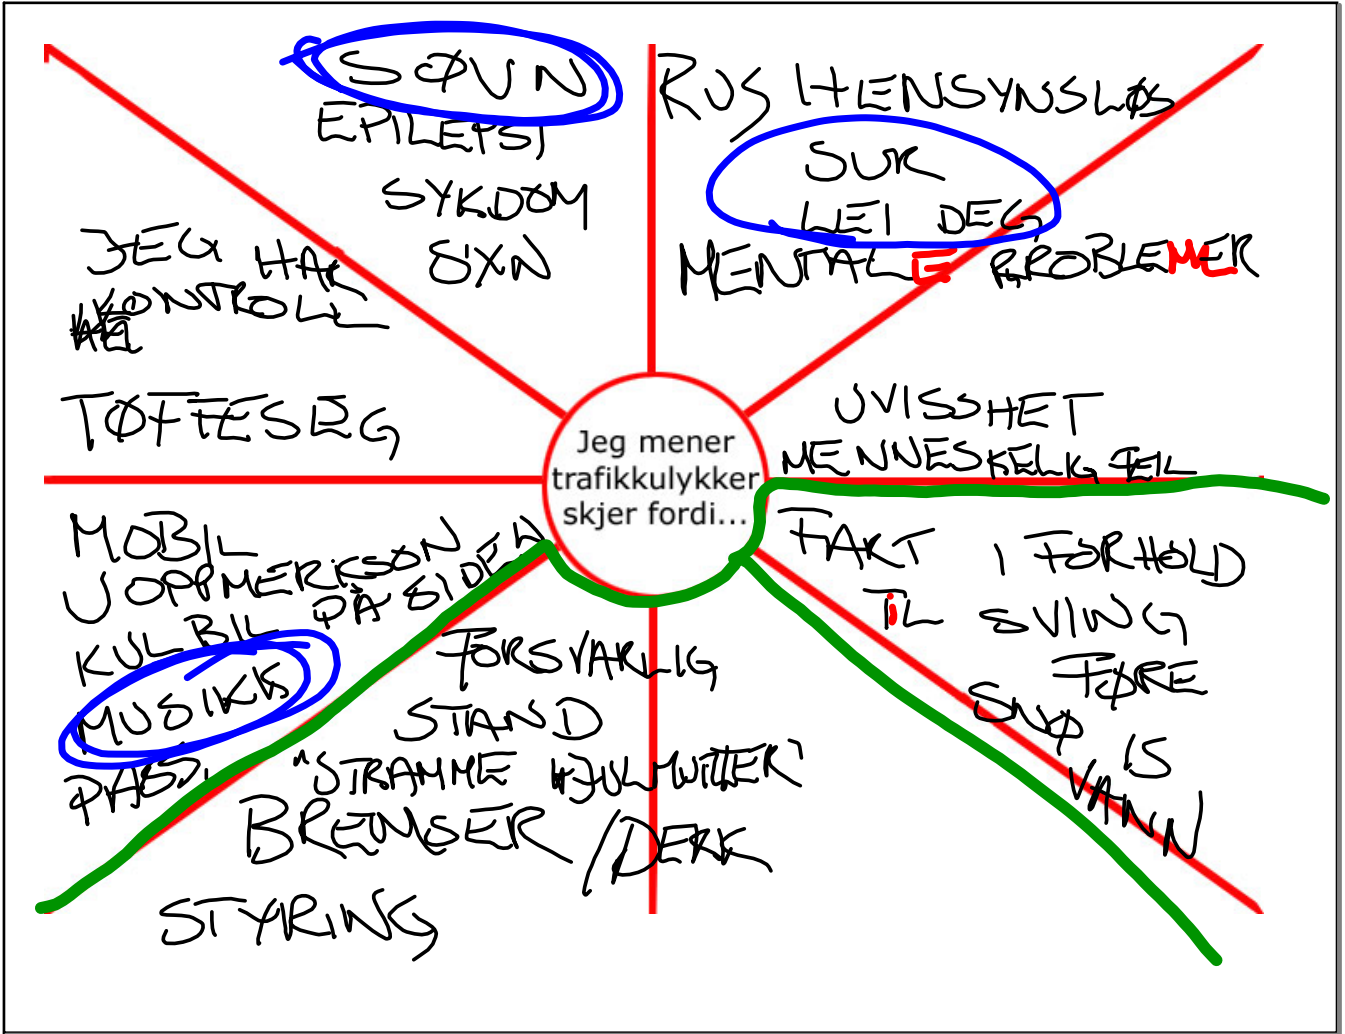 SØVN
EPILEPSI
SYKDOM
SYN
RUS HENSYNSLØS
SUR
LEI DEG
MENTALE PROBLEMER
JEG HAR
KONTROLL
TØFFE SEG
Jeg mener
trafikkulykker
skjer fordi...
UVISSHET
MENNESKELIG FEIL
MOBIL
UOPPMERKSOM
PÅ SIDEN
KUL BIL
MUSIKK
FART I FORHOLD
TiL SVING
FØRE
SNØ
IS
VANN
FORSVARLIG
STAND
"STRAMME HJULMUTTER"
BREMSER /DEKK
STYRING